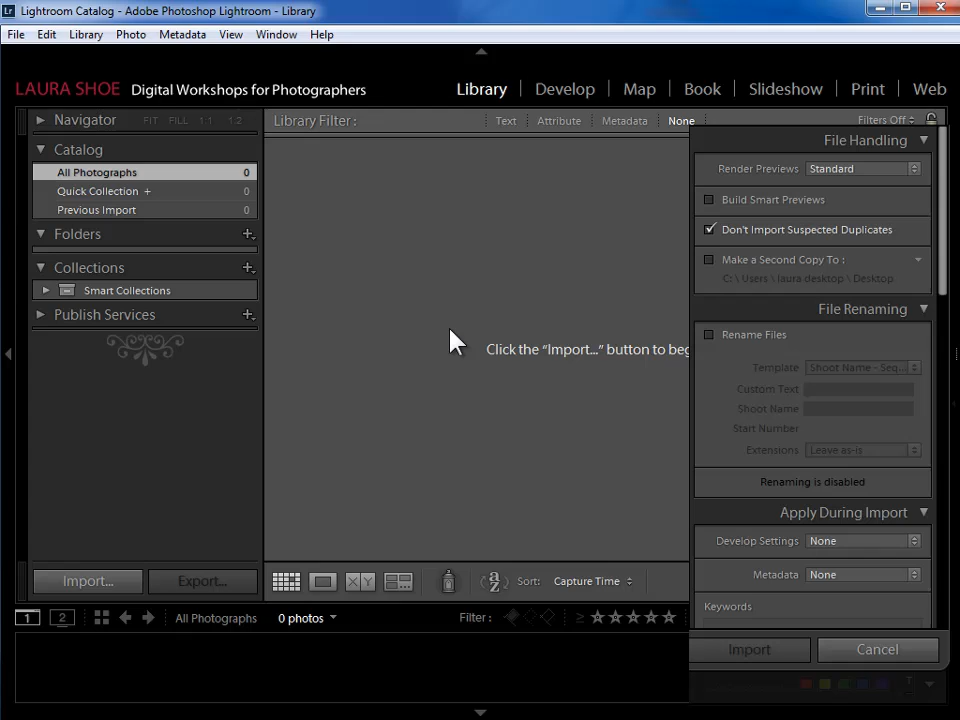 Lr Lightroom Catalog - Adobe Photoshop Lightroom - Library
File Edit Library Photo Metadata View Window Help
LAURA SHOE Digital Workshops for Photographers
Library | Develop | Map | Book | Slideshow | Print | Web
Navigator FIT FILL 1:1 1:2
Library Filter : Text | Attribute | Metadata | None Filters Off
Catalog
All Photographs 0
Quick Collection + 0
Previous Import 0
Folders +
Collections +
Smart Collections
Publish Services +
Click the “Import...” button to beg
File Handling
Render Previews Standard
Build Smart Previews
Don't Import Suspected Duplicates
Make a Second Copy To :
C: \ Users \ laura desktop \ Desktop
File Renaming
Rename Files
Template Shoot Name - Seq...
Custom Text
Shoot Name
Start Number
Extensions Leave as-is
Renaming is disabled
Apply During Import
Develop Settings None
Metadata None
Keywords
Import... Export...
X Y
a z Sort: Capture Time
Import Cancel
1 2 All Photographs 0 photos Filter : ≥